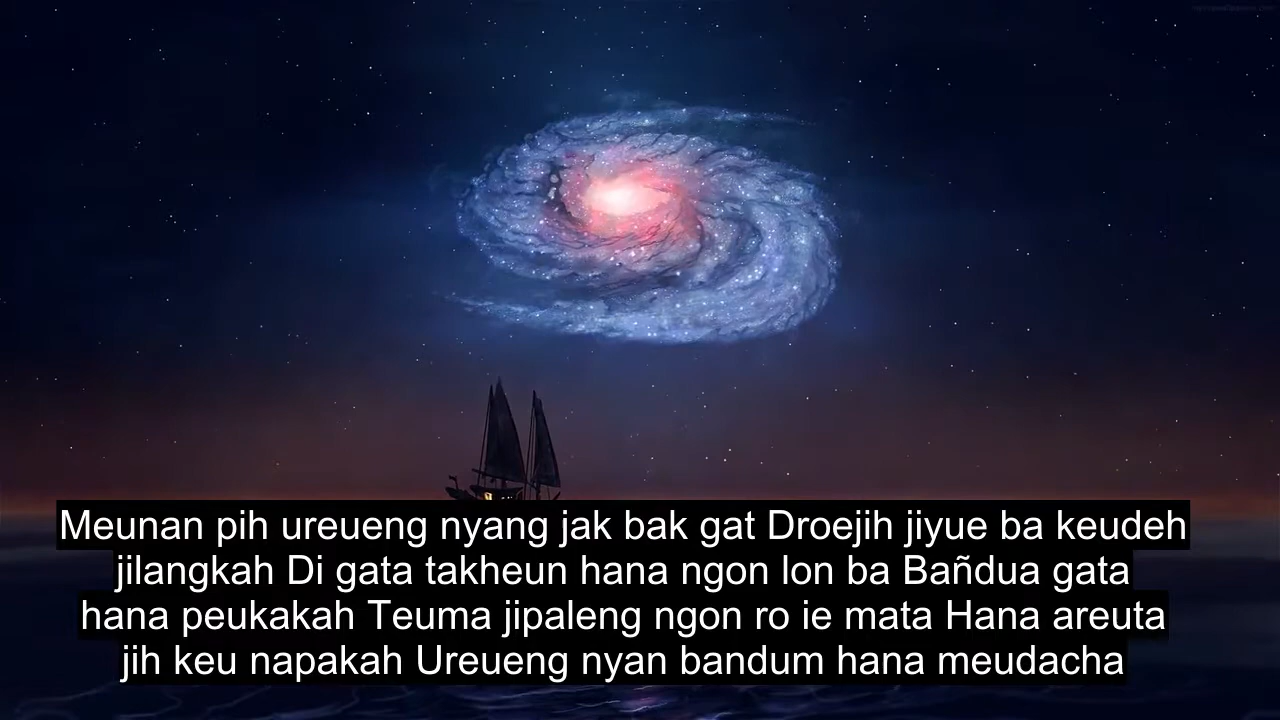 Meunan pih ureueng nyang jak bak gat Droejih jiyue ba keudeh
jilangkah Di gata takheun hana ngon lon ba Bañdua gata
hana peukakah Teuma jipaleng ngon ro ie mata Hana areuta
jih keu napakah Ureueng nyan bandum hana meudacha